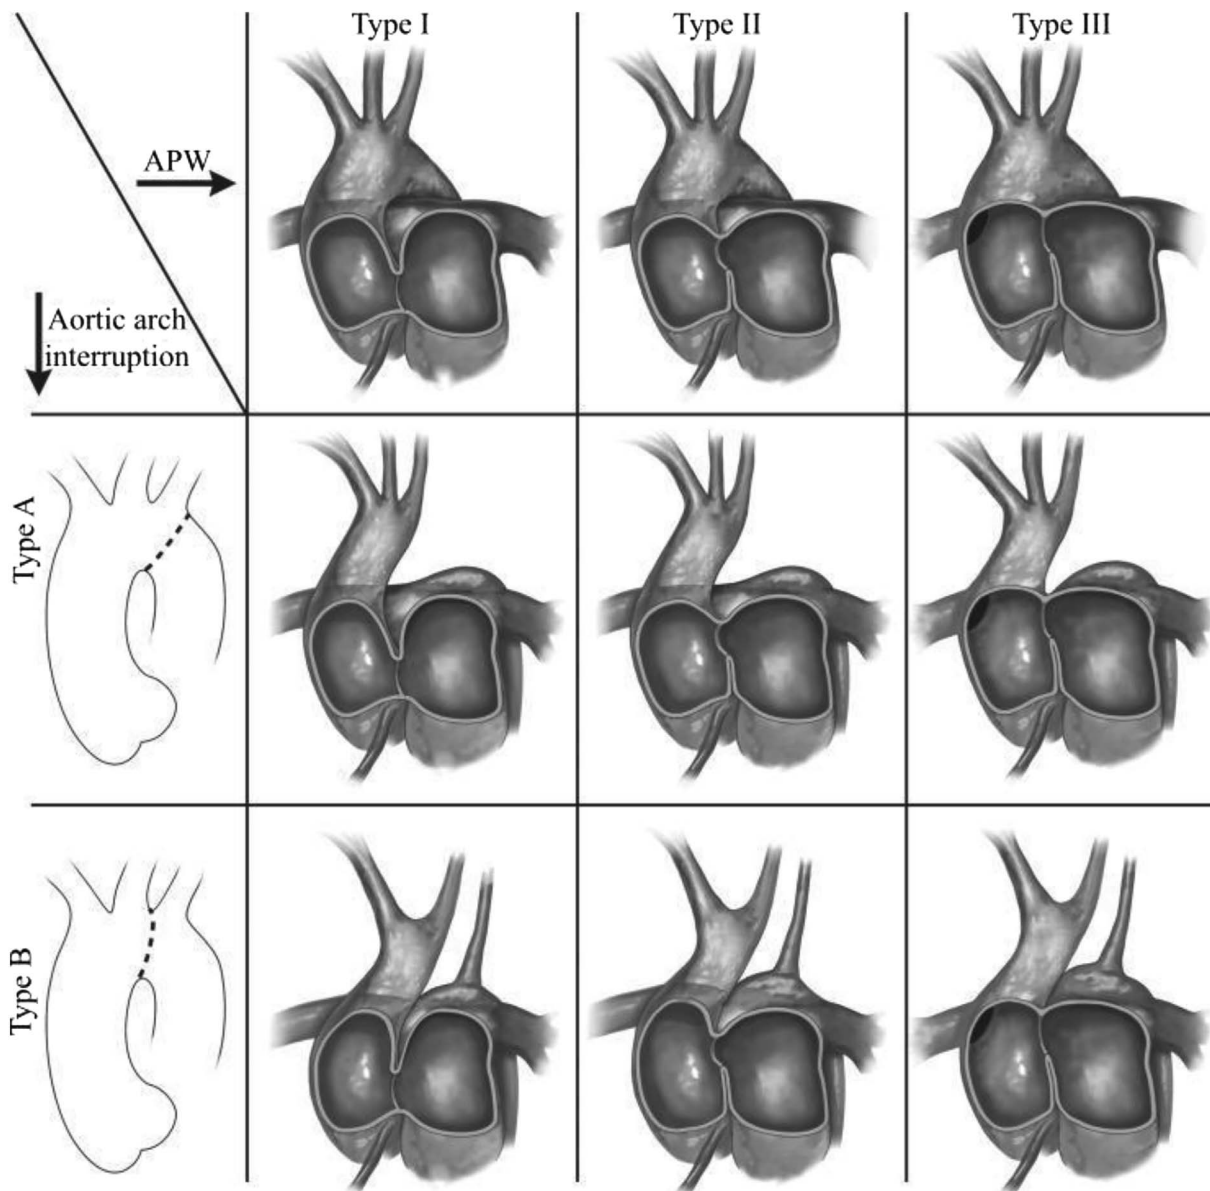 Type I
Type II
Type III
APW
Aortic arch
interruption
Type A
Type B